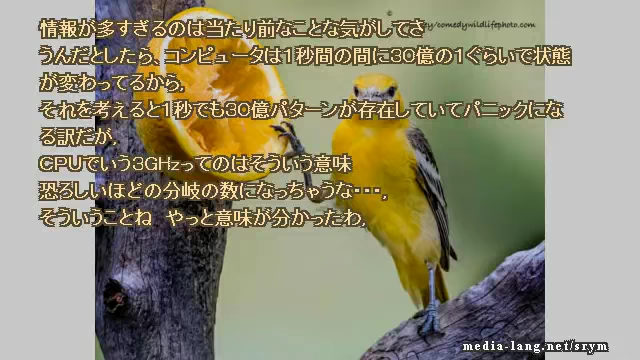 情報が多すぎるのは当たり前なことな気がしてさ
うんだとしたら、コンピュータは1秒間の間に30億の1ぐらいで状態
が変わってるから,
それを考えると1秒でも30億パターンが存在していてパニックにな
る訳だが,
CPUでいう3GHzってのはそういう意味
恐ろしいほどの分岐の数になっちゃうな・・・,
そういうことね　やっと意味が分かったわ,
/comedywildlifephoto.com
media-lang.net/srym